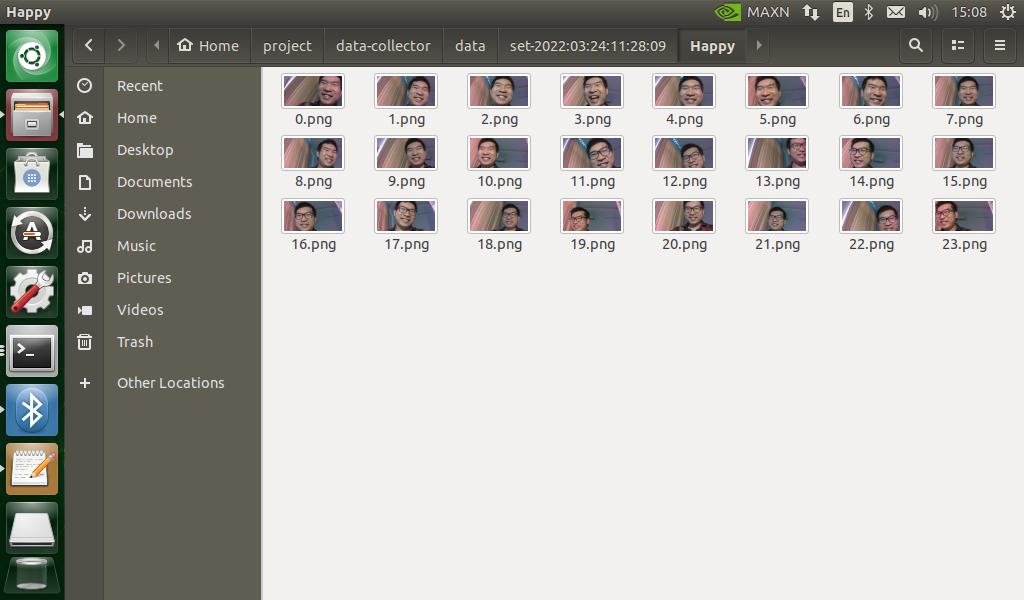 Happy MAXN En 15:08
Home project data-collector data set-2022:03:24:11:28:09 Happy
Recent
Home
Desktop
Documents
Downloads
Music
Pictures
Videos
Trash
Other Locations
0.png 1.png 2.png 3.png 4.png 5.png 6.png 7.png
8.png 9.png 10.png 11.png 12.png 13.png 14.png 15.png
16.png 17.png 18.png 19.png 20.png 21.png 22.png 23.png